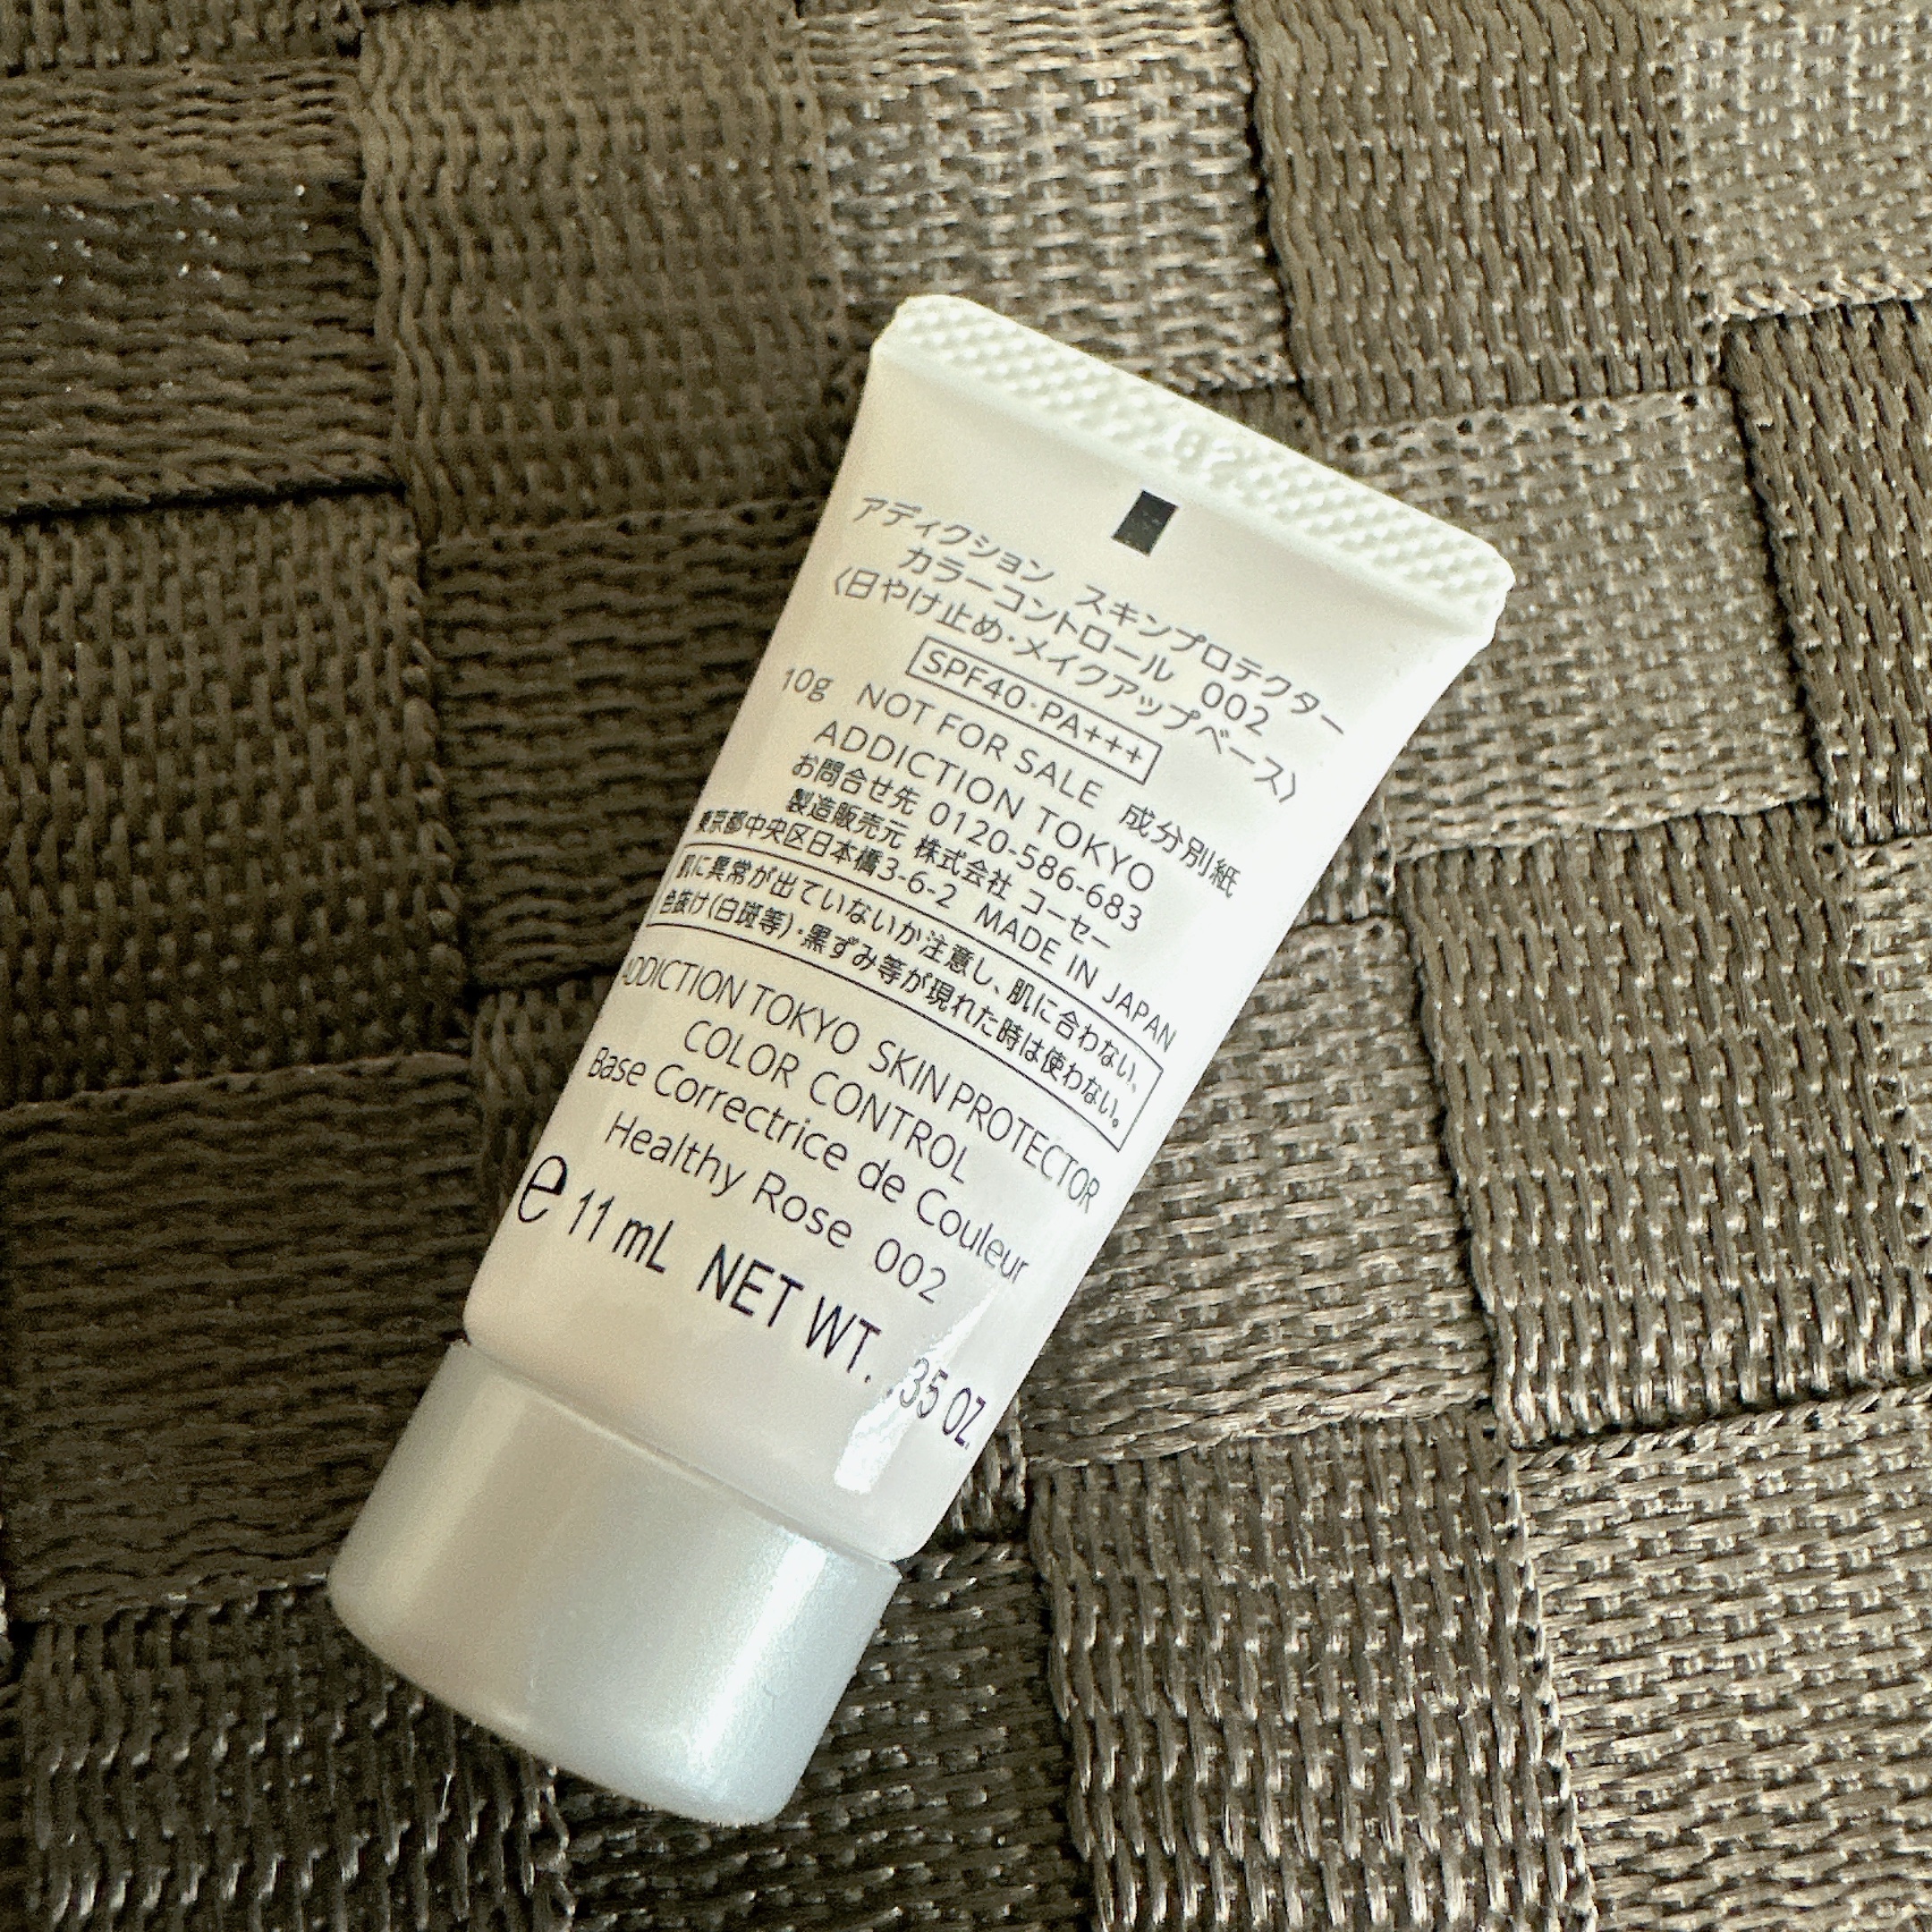 アディクション スキンプロテクター
カラーコントロール 002
〈日やけ止め・メイクアップベース〉
SPF40・PA+++
10g NOT FOR SALE 成分別紙
ADDICTION TOKYO
お問合せ先 0120-586-683
製造販売元 株式会社 コーセー
東京都中央区日本橋3-6-2 MADE IN JAPAN
肌に異常が出ていないか注意し、肌に合わない、
色抜け(白斑等)・黒ずみ等が現れた時は使わない。
ADDICTION TOKYO SKIN PROTECTOR
COLOR CONTROL
Base Correctrice de Couleur
Healthy Rose 002
e 11 mL NET WT. .35 OZ.